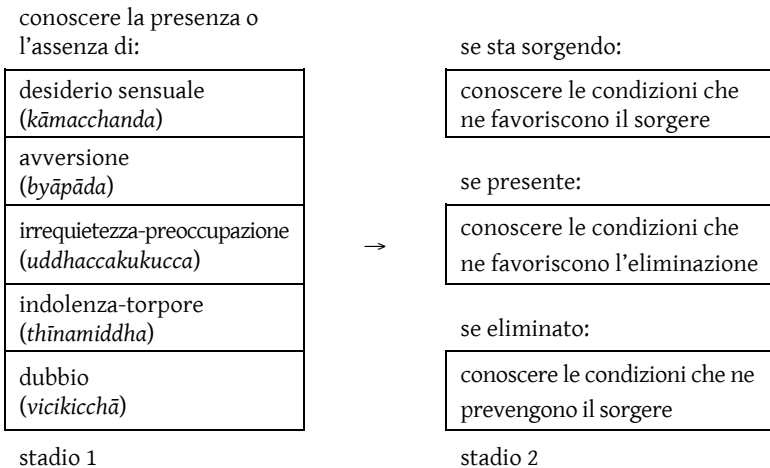 conoscere la presenza o
l'assenza di:
desiderio sensuale
(kāmacchanda)
avversione
(byāpāda)
irrequietezza-preoccupazione
(uddhaccakukucca)
indolenza-torpore
(thīnamiddha)
dubbio
(vicikicchā)
stadio 1
→
se sta sorgendo:
conoscere le condizioni che
ne favoriscono il sorgere
se presente:
conoscere le condizioni che
ne favoriscono l'eliminazione
se eliminato:
conoscere le condizioni che ne
prevengono il sorgere
stadio 2